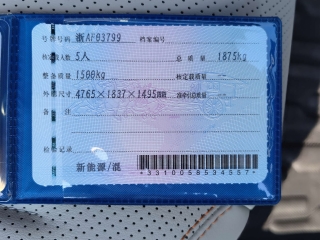 号牌号码 浙AF03799 档案编号
核定载人数 5人 总质量 1875kg
整备质量 1500kg 核定载质量 --
外廓尺寸 4765×1837×1495mm 准牵引总质量 --
备注
检验记录
新能源/混
*3310058534557*